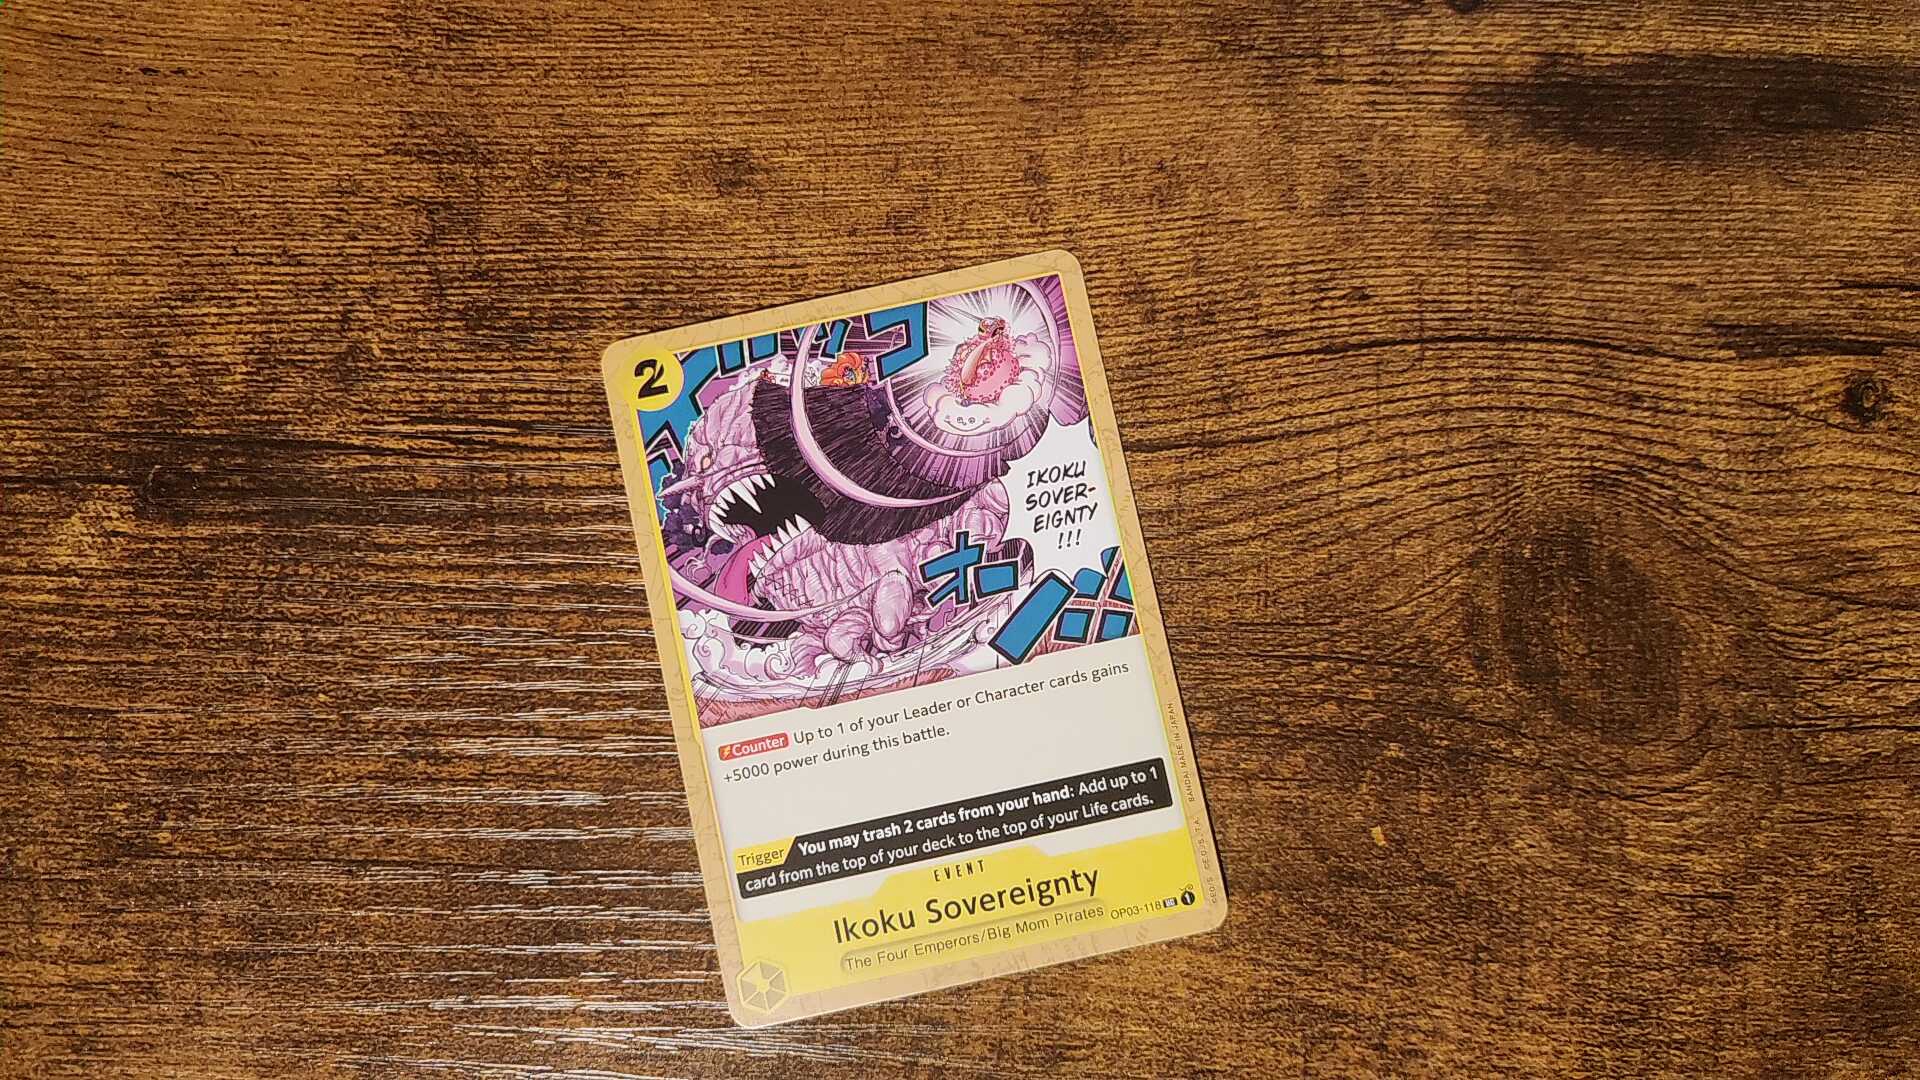 2
IKOKU
SOVER-
EIGNTY
!!!
Counter Up to 1 of your Leader or Character cards gains
+5000 power during this battle.
Trigger You may trash 2 cards from your hand: Add up to 1
card from the top of your deck to the top of your Life cards.
EVENT
Ikoku Sovereignty
The Four Emperors/Big Mom Pirates
OP03-118 1
BANDAI MADE IN JAPAN